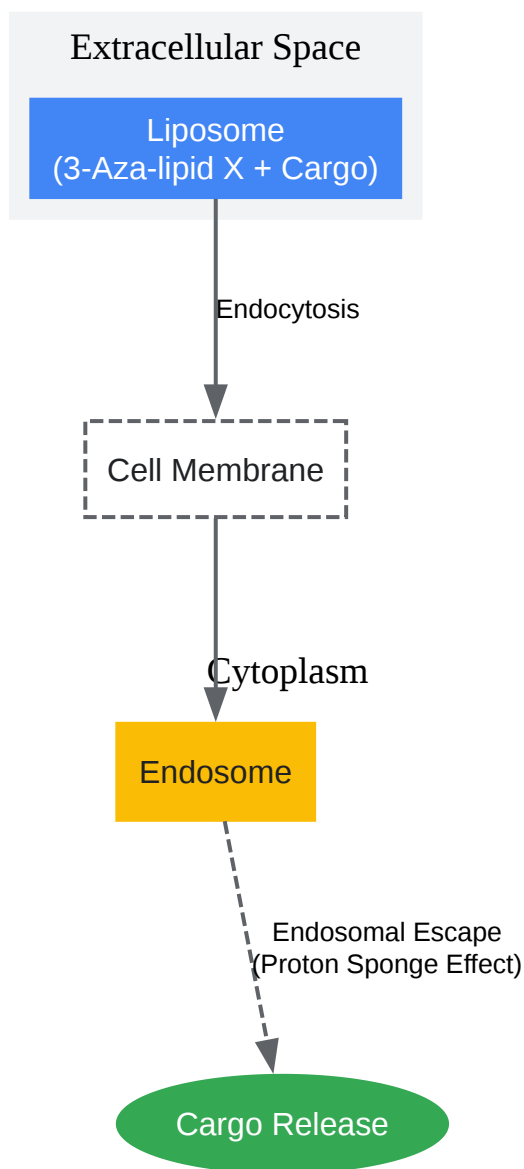 Extracellular Space
Liposome
(3-Aza-lipid X + Cargo)
Endocytosis
Cell Membrane
Cytoplasm
Endosome
Endosomal Escape
(Proton Sponge Effect)
Cargo Release